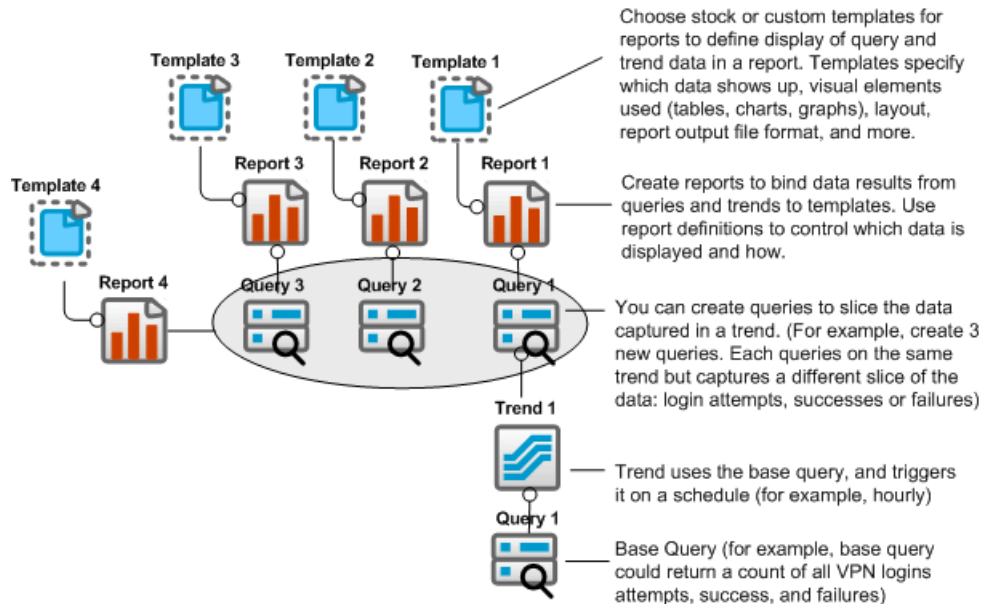 Choose stock or custom templates for
reports to define display of query and
trend data in a report. Templates specify
which data shows up, visual elements
used (tables, charts, graphs), layout,
report output file format, and more.
Template 3
Template 2
Template 1
Report 3
Report 2
Report 1
Create reports to bind data results from
queries and trends to templates. Use
report definitions to control which data is
displayed and how.
Template 4
Report 4
Query 3
Query 2
Query 1
You can create queries to slice the data
captured in a trend. (For example, create 3
new queries. Each queries on the same
trend but captures a different slice of the
data: login attempts, successes or failures)
Trend 1
Trend uses the base query, and triggers
it on a schedule (for example, hourly)
Query 1
Base Query (for example, base query
could return a count of all VPN logins
attempts, success, and failures)